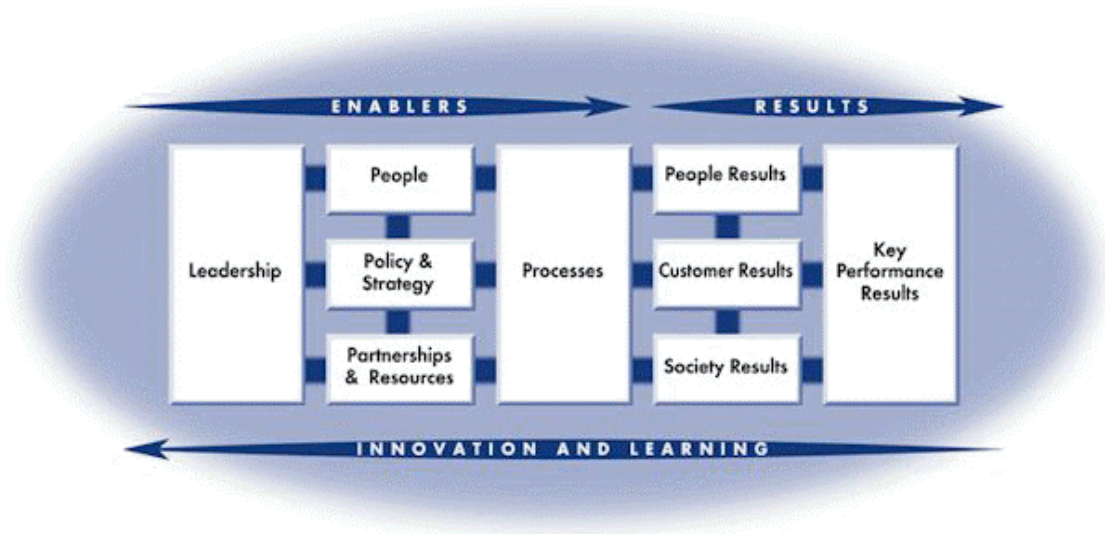 ENABLERS
RESULTS
Leadership
People
Policy &
Strategy
Partnerships
& Resources
Processes
People Results
Customer Results
Society Results
Key
Performance
Results
INNOVATION AND LEARNING